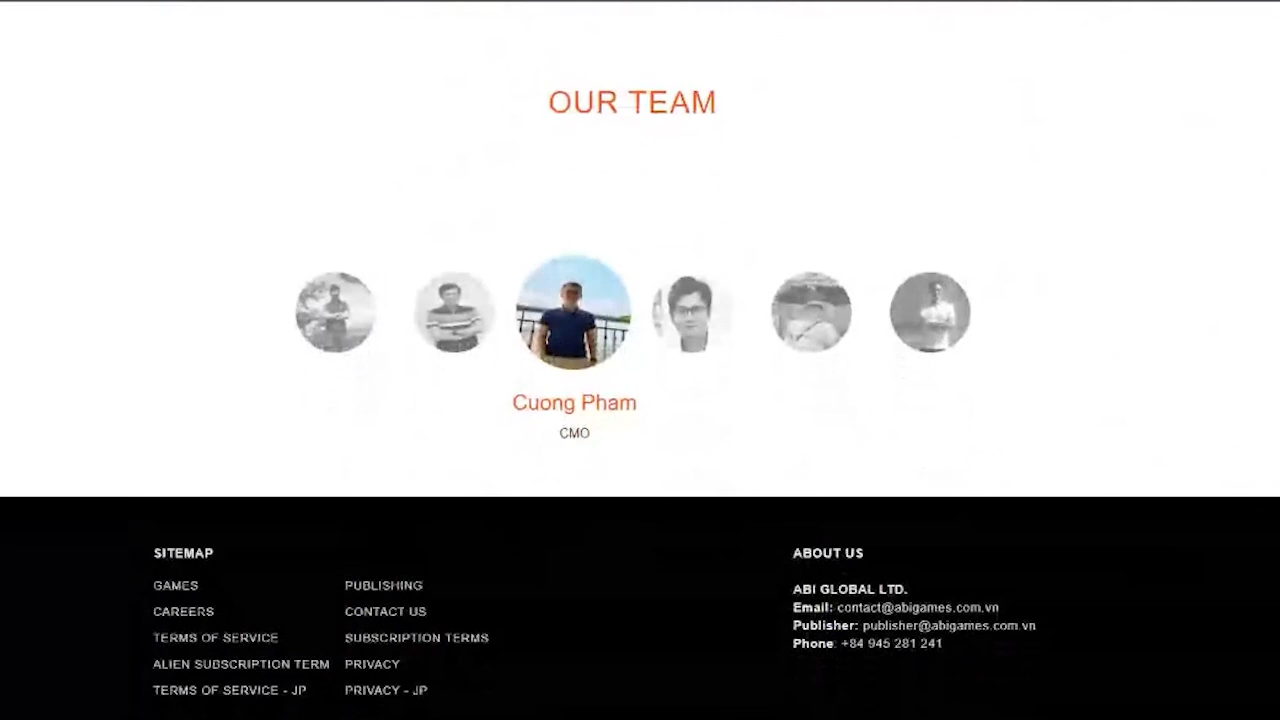 OUR TEAM
Cuong Pham
CMO
SITEMAP
GAMES
CAREERS
TERMS OF SERVICE
ALIEN SUBSCRIPTION TERM
TERMS OF SERVICE - JP
PUBLISHING
CONTACT US
SUBSCRIPTION TERMS
PRIVACY
PRIVACY - JP
ABOUT US
ABI GLOBAL LTD.
Email: contact@abigames.com.vn
Publisher: publisher@abigames.com.vn
Phone: +84 945 281 241